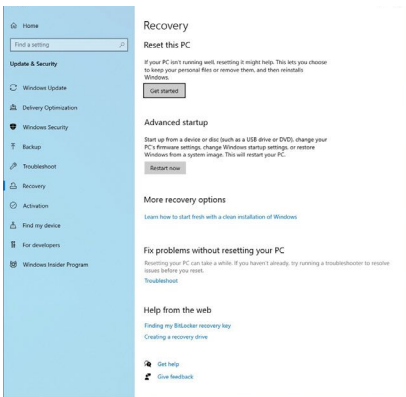 Home
Find a setting
Update & Security
Windows Update
Delivery Optimization
Windows Security
Backup
Troubleshoot
Recovery
Activation
Find my device
For developers
Windows Insider Program
Recovery
Reset this PC
If your PC isn't running well, resetting it might help. This lets you choose
to keep your personal files or remove them, and then reinstalls
Windows.
Get started
Advanced startup
Start up from a device or disc (such as a USB drive or DVD), change your
PC's firmware settings, change Windows startup settings, or restore
Windows from a system image. This will restart your PC.
Restart now
More recovery options
Learn how to start fresh with a clean installation of Windows
Fix problems without resetting your PC
Resetting your PC can take a while. If you haven't already, try running a troubleshooter to resolve
issues before you reset.
Troubleshoot
Help from the web
Finding my BitLocker recovery key
Creating a recovery drive
Get help
Give feedback